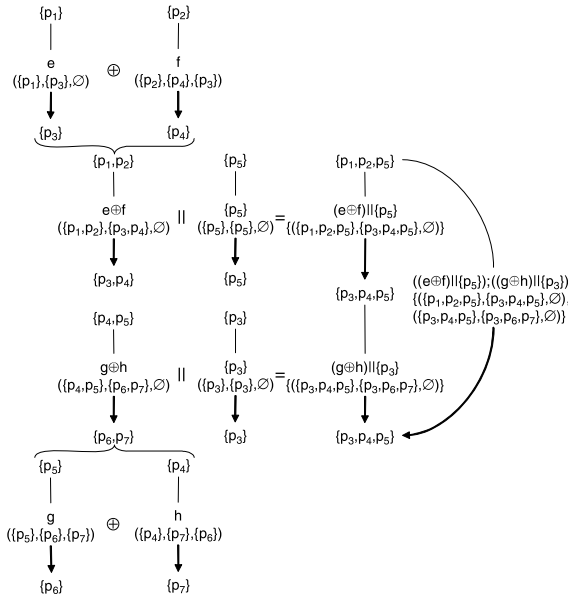 {p₁} {p₂}
e ⊕ f
({p₁},{p₃},∅) ({p₂},{p₄},{p₃})
{p₃} {p₄}
{p₁,p₂} {p₅} {p₁,p₂,p₅}
e⊕f {p₅} (e⊕f)||{p₅}
({p₁,p₂},{p₃,p₄},∅) || ({p₅},{p₅},∅) = {({p₁,p₂,p₅},{p₃,p₄,p₅},∅)}
{p₃,p₄} {p₅} {p₃,p₄,p₅}
((e⊕f)||{p₅});((g⊕h)||{p₃})
{({p₁,p₂,p₅},{p₃,p₄,p₅},∅),
({p₃,p₄,p₅},{p₃,p₆,p₇},∅)}
{p₄,p₅} {p₃}
g⊕h {p₃} (g⊕h)||{p₃}
({p₄,p₅},{p₆,p₇},∅) || ({p₃},{p₃},∅) = {({p₃,p₄,p₅},{p₃,p₆,p₇},∅)}
{p₆,p₇} {p₃} {p₃,p₄,p₅}
{p₅} {p₄}
g ⊕ h
({p₅},{p₆},{p₇}) ({p₄},{p₇},{p₆})
{p₆} {p₇}